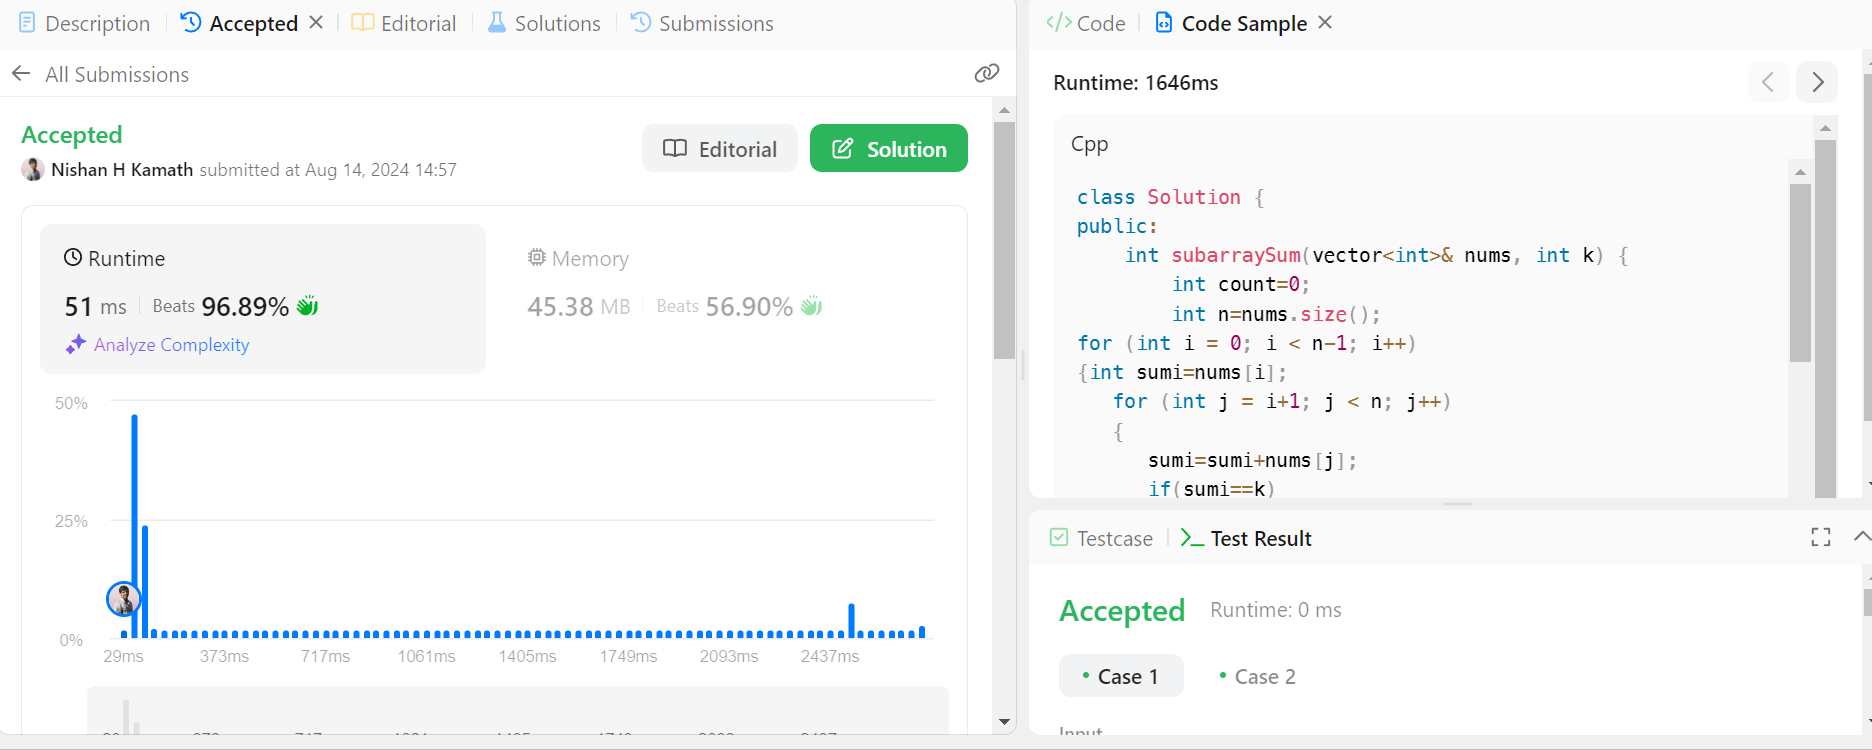 Description
Accepted
Editorial
Solutions
Submissions
All Submissions
Accepted
Nishan H Kamath submitted at Aug 14, 2024 14:57
Editorial
Solution
Runtime
51 ms Beats 96.89%
Analyze Complexity
Memory
45.38 MB Beats 56.90%
50%
25%
0%
29ms 373ms 717ms 1061ms 1405ms 1749ms 2093ms 2437ms
Code
Code Sample
Runtime: 1646ms
Cpp
class Solution {
public:
int subarraySum(vector<int>& nums, int k) {
int count=0;
int n=nums.size();
for (int i = 0; i < n-1; i++)
{int sumi=nums[i];
for (int j = i+1; j < n; j++)
{
sumi=sumi+nums[j];
if(sumi==k)
Testcase
Test Result
Accepted Runtime: 0 ms
Case 1
Case 2
Input